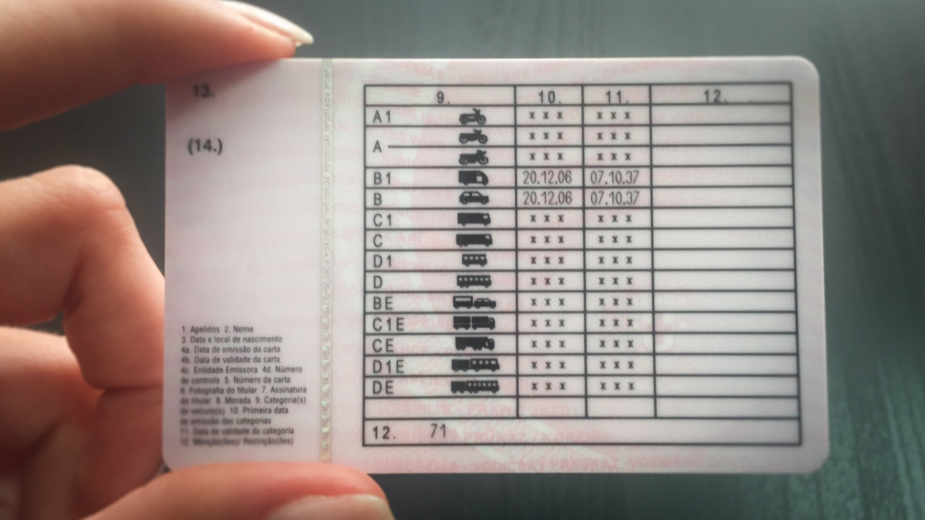 13.
(14.)
1. Apelidos 2. Nome
3. Data e local de nascimento
4a. Data de emissão da carta
4b. Data de validade da carta
4c. Entidade Emissora 4d. Número
de controlo 5. Número da carta
6. Fotografia do titular 7. Assinatura
do titular 8. Morada 9. Categoria(s)
de veículo(s) 10. Primeira data
de emissão das categorias
11. Data de validade da categoria
12. Menção(ões)/ Restrição(ões)
9. 10. 11. 12.
A1 x x x x x x
x x x x x x
A
x x x x x x
B1 20.12.06 07.10.37
B 20.12.06 07.10.37
C1 x x x x x x
C x x x x x x
D1 x x x x x x
D x x x x x x
BE x x x x x x
C1E x x x x x x
CE x x x x x x
D1E x x x x x x
DE x x x x x x
12. 71
VODIČSKÝ PREUKAZ